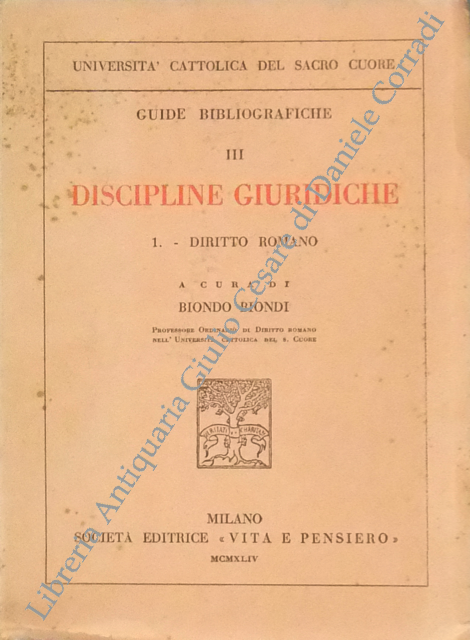 UNIVERSITA' CATTOLICA DEL SACRO CUORE
GUIDE BIBLIOGRAFICHE
III
DISCIPLINE GIURIDICHE
1. - DIRITTO ROMANO
A CURA DI
BIONDO BIONDI
PROFESSORE ORDINARIO DI DIRITTO ROMANO
NELL'UNIVERSITÀ CATTOLICA DEL S. CUORE
MILANO
SOCIETÀ EDITRICE «VITA E PENSIERO»
MCMXLIV
Libreria Antiquaria Giulio Cesare di Daniele Corradi